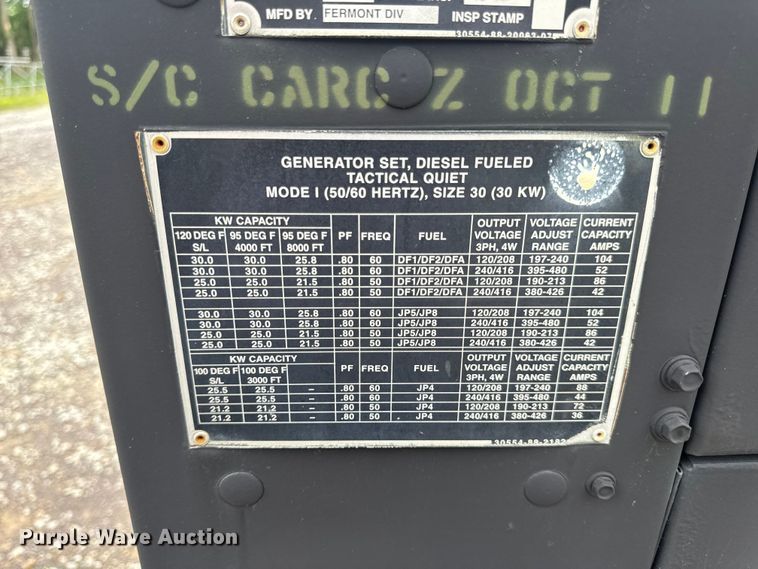 MFD BY FERMONT DIV INSP STAMP
S/C CARC Z OCT 11
GENERATOR SET, DIESEL FUELED
TACTICAL QUIET
MODE I (50/60 HERTZ), SIZE 30 (30 KW)
KW CAPACITY
120 DEG F S/L 95 DEG F 4000 FT 95 DEG F 8000 FT PF FREQ FUEL OUTPUT VOLTAGE 3PH, 4W VOLTAGE ADJUST RANGE CURRENT CAPACITY AMPS
30.0 30.0 25.8 .80 60 DF1/DF2/DFA 120/208 197-240 104
30.0 30.0 25.8 .80 60 DF1/DF2/DFA 240/416 395-480 52
25.0 25.0 21.5 .80 50 DF1/DF2/DFA 120/208 190-213 86
25.0 25.0 21.5 .80 50 DF1/DF2/DFA 240/416 380-426 42
30.0 30.0 25.8 .80 60 JP5/JP8 120/208 197-240 104
30.0 30.0 25.8 .80 60 JP5/JP8 240/416 395-480 52
25.0 25.0 21.5 .80 50 JP5/JP8 120/208 190-213 86
25.0 25.0 21.5 .80 50 JP5/JP8 240/416 380-426 42
KW CAPACITY
100 DEG F S/L 100 DEG F 3000 FT PF FREQ FUEL OUTPUT VOLTAGE 3PH, 4W VOLTAGE ADJUST RANGE CURRENT CAPACITY AMPS
25.5 25.5 – .80 60 JP4 120/208 197-240 88
25.5 25.5 – .80 60 JP4 240/416 395-480 44
21.2 21.2 – .80 50 JP4 120/208 190-213 72
21.2 21.2 – .80 50 JP4 240/416 380-426 36
30554-88-2182
Purple Wave Auction